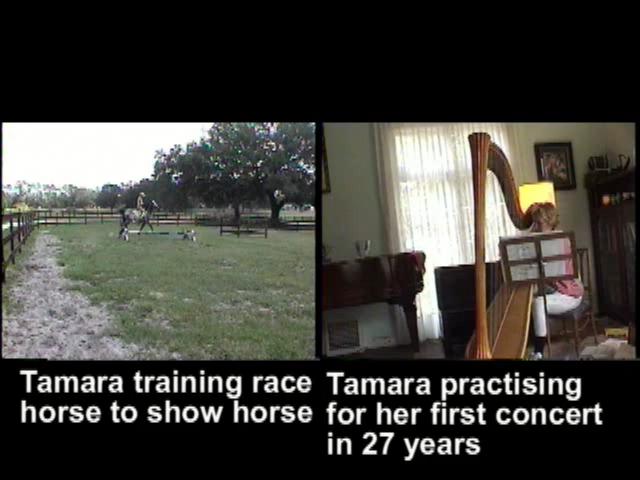 Tamara training race
horse to show horse
Tamara practising
for her first concert
in 27 years